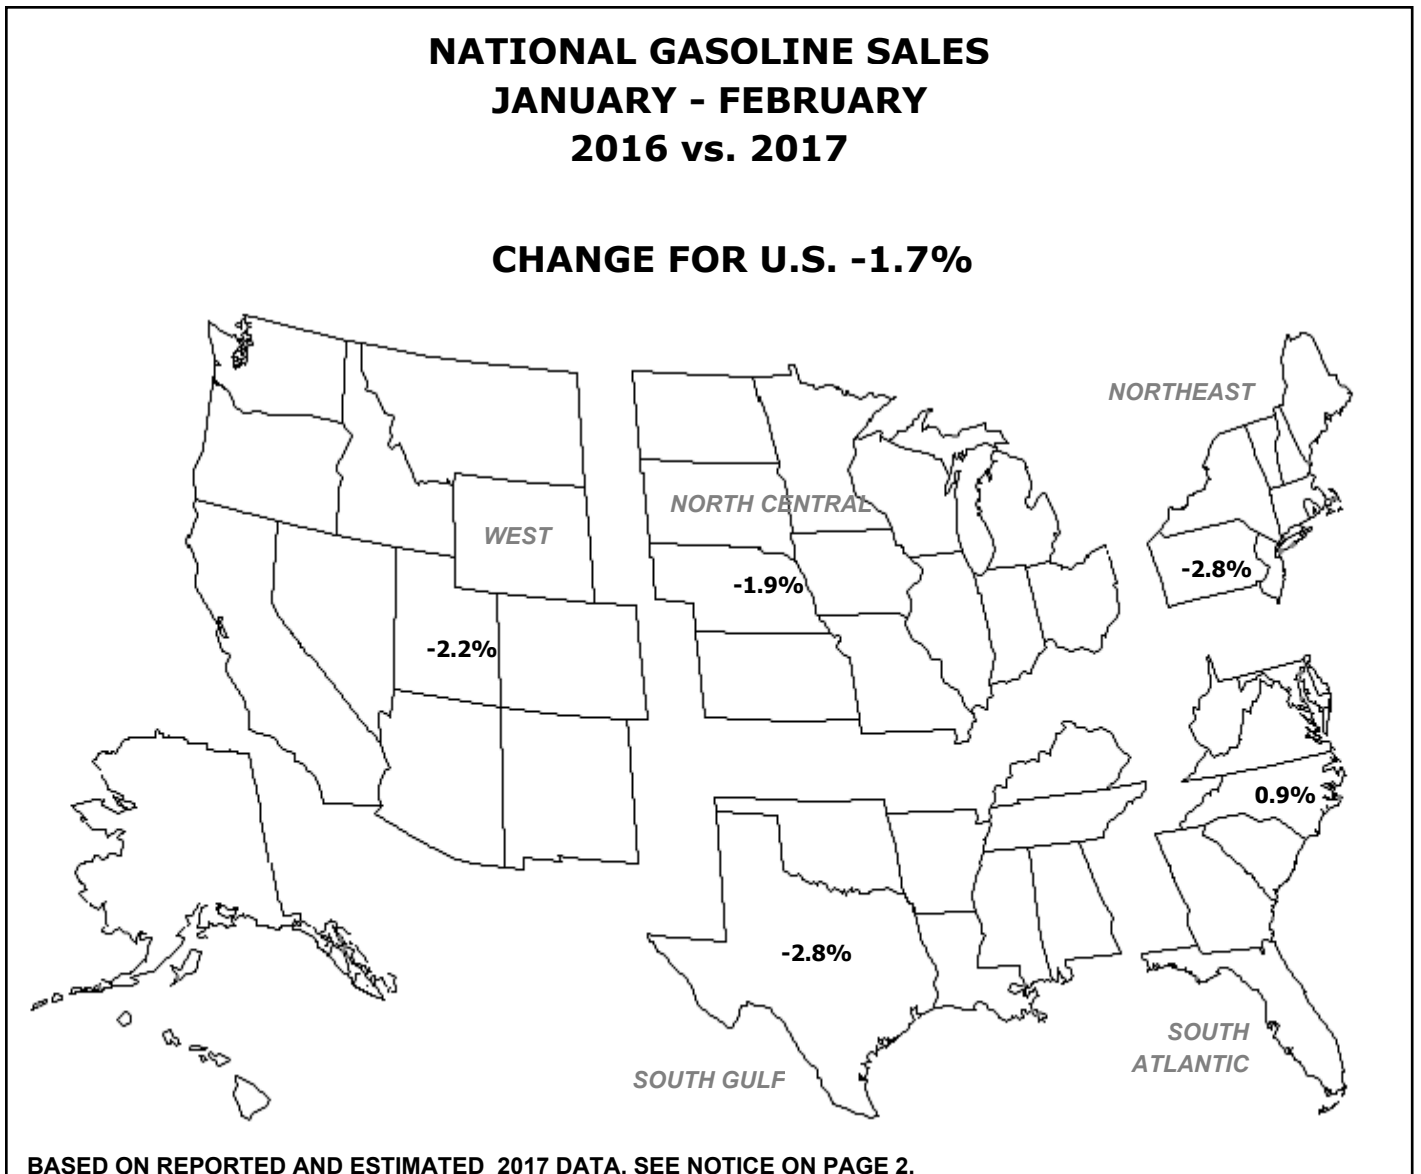 NATIONAL GASOLINE SALES
JANUARY - FEBRUARY
2016 vs. 2017
CHANGE FOR U.S. -1.7%
NORTHEAST
NORTH CENTRAL
WEST
-2.8%
-1.9%
-2.2%
0.9%
-2.8%
SOUTH
ATLANTIC
SOUTH GULF
BASED ON REPORTED AND ESTIMATED  2017 DATA. SEE NOTICE ON PAGE 2.